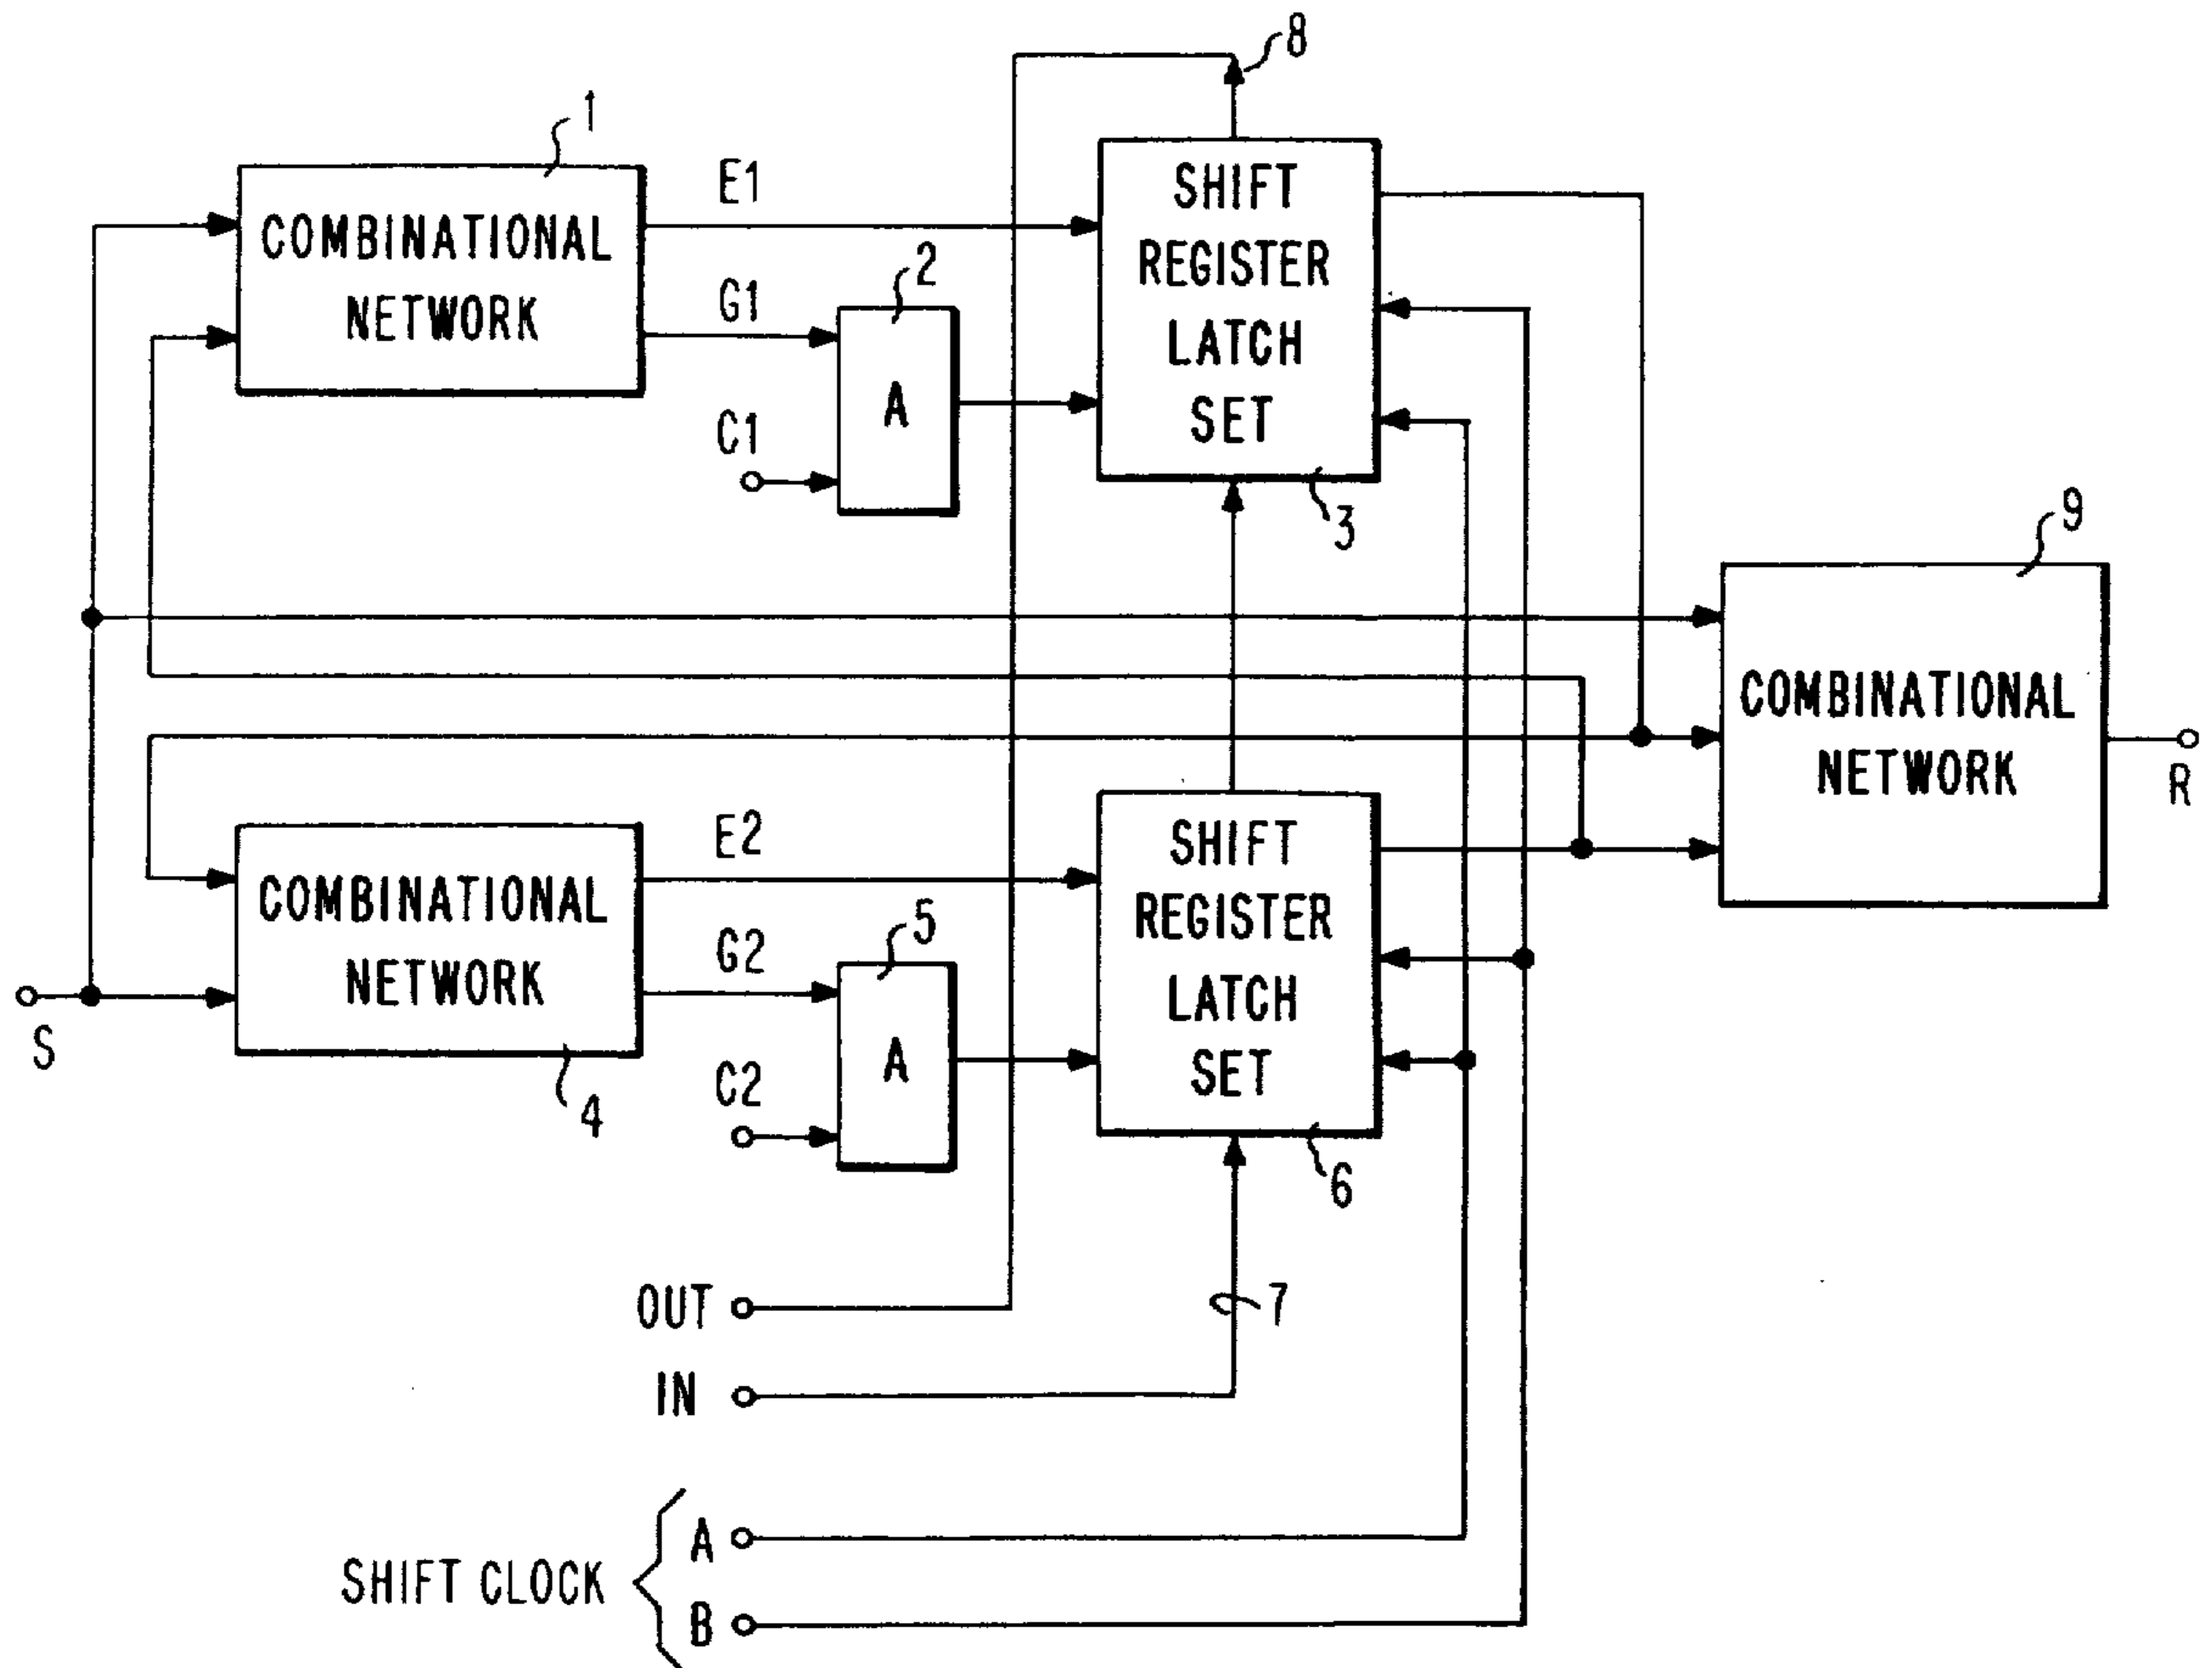 8
1
COMBINATIONAL
NETWORK
E1
G1
C1
2
A
SHIFT
REGISTER
LATCH
SET
3
9
COMBINATIONAL
NETWORK
R
COMBINATIONAL
NETWORK
4
S
E2
G2
C2
5
A
SHIFT
REGISTER
LATCH
SET
6
OUT
7
IN
SHIFT CLOCK
A
B